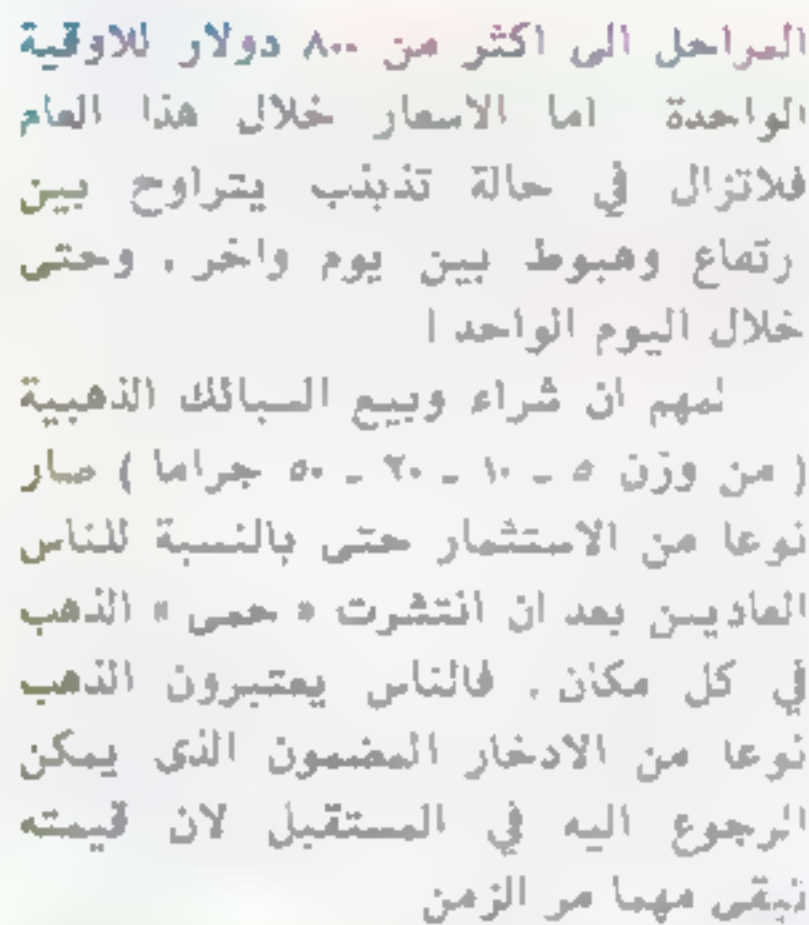 المراحل الى اكثر من ٨٠٠ دولار للاوقية
الواحدة اما الاسعار خلال هذا العام
فلاتزال في حالة تذبذب يتراوح بين
رتفاع وهبوط بين يوم واخر . وحتى
خلال اليوم الواحد !
لمهم ان شراء وبيع السبائك الذهبية
( من وزن ٥ ـ ١٠ ـ ٢٠ ـ ٥٠ جراما ) صار
نوعا من الاستثمار حتى بالنسبة للناس
العاديين بعد ان انتشرت « حمى » الذهب
في كل مكان . فالناس يعتبرون الذهب
نوعا من الادخار المضمون الذى يمكن
الرجوع اليه في المستقبل لان قيمته
تبقى مهما مر الزمن